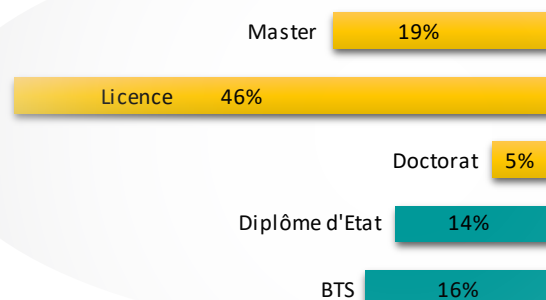 Master 19%
Licence 46%
Doctorat 5%
Diplôme d'Etat 14%
BTS 16%